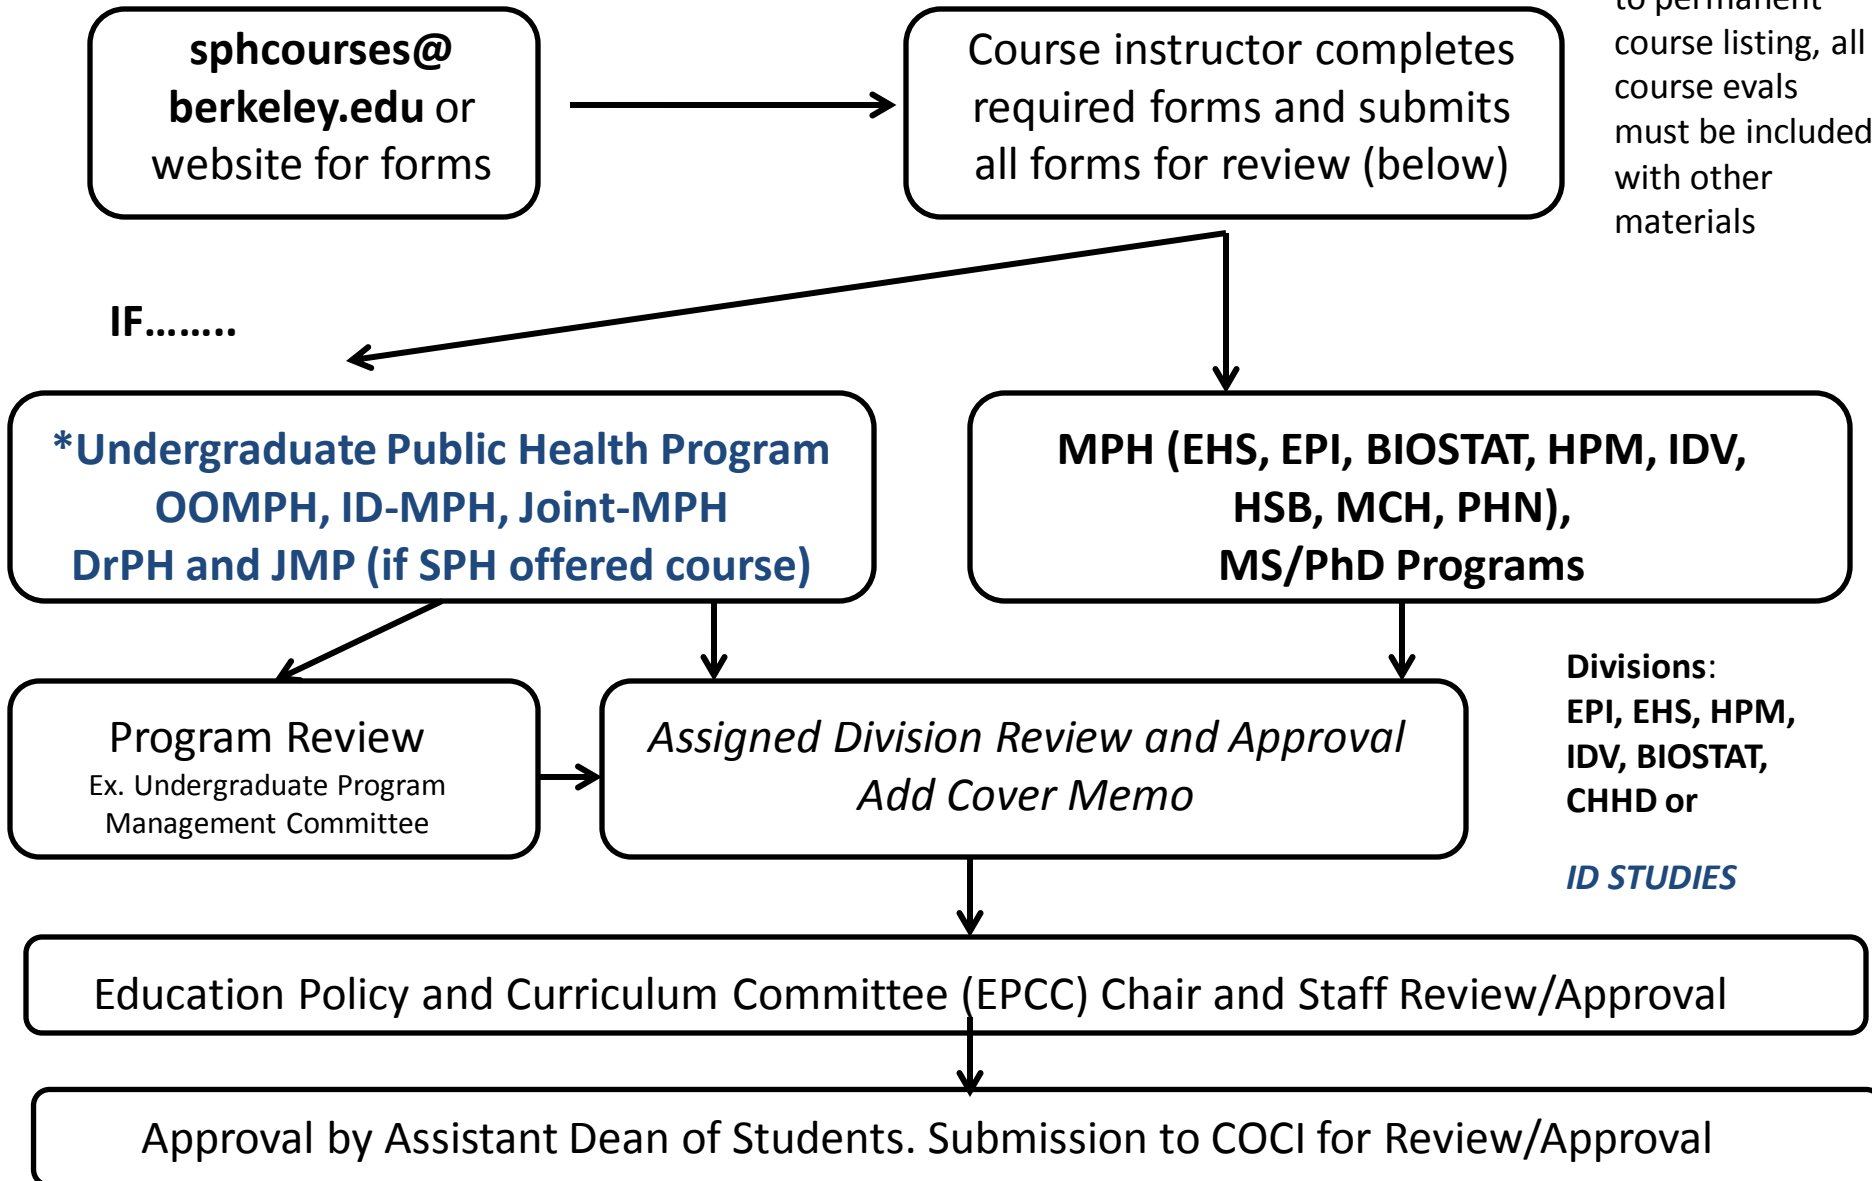 sphcourses@
berkeley.edu or
website for forms
Course instructor completes
required forms and submits
all forms for review (below)
to permanent
course listing, all
course evals
must be included
with other
materials
IF........
*Undergraduate Public Health Program
OOMPH, ID-MPH, Joint-MPH
DrPH and JMP (if SPH offered course)
MPH (EHS, EPI, BIOSTAT, HPM, IDV,
HSB, MCH, PHN),
MS/PhD Programs
Program Review
Ex. Undergraduate Program
Management Committee
Assigned Division Review and Approval
Add Cover Memo
Divisions:
EPI, EHS, HPM,
IDV, BIOSTAT,
CHHD or
ID STUDIES
Education Policy and Curriculum Committee (EPCC) Chair and Staff Review/Approval
Approval by Assistant Dean of Students. Submission to COCI for Review/Approval